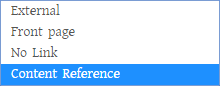 External
Front page
No Link
Content Reference